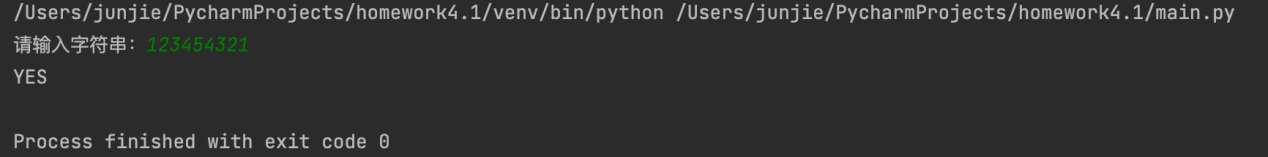 /Users/junjie/PycharmProjects/homework4.1/venv/bin/python /Users/junjie/PycharmProjects/homework4.1/main.py
请输入字符串：123454321
YES
Process finished with exit code 0